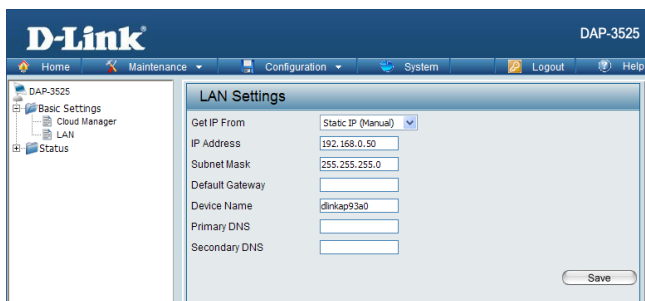 D-Link
DAP-3525
Home Maintenance Configuration System Logout Help
DAP-3525
Basic Settings
Cloud Manager
LAN
Status
LAN Settings
Get IP From Static IP (Manual)
IP Address 192.168.0.50
Subnet Mask 255.255.255.0
Default Gateway
Device Name dlinkap93a0
Primary DNS
Secondary DNS
Save